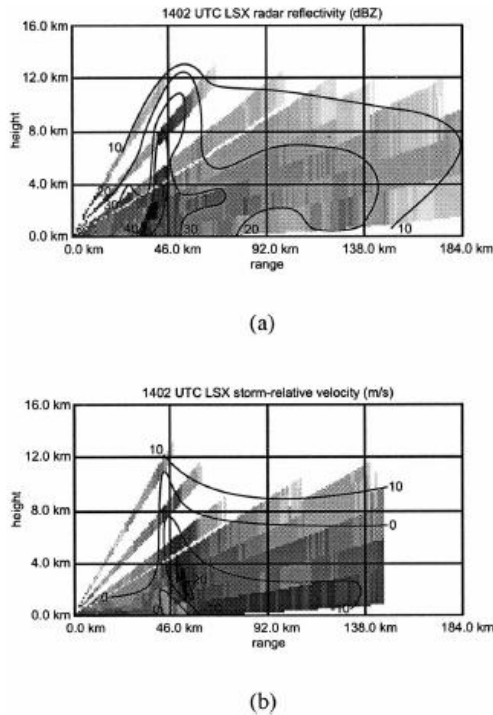 1402 UTC LSX radar reflectivity (dBZ)
16.0 km
12.0 km
8.0 km
4.0 km
0.0 km
height
10
20
30
40
30
20
10
0.0 km
46.0 km
92.0 km
138.0 km
184.0 km
range
(a)
1402 UTC LSX storm-relative velocity (m/s)
16.0 km
12.0 km
8.0 km
4.0 km
0.0 km
height
10
10
0
0
0.0 km
46.0 km
92.0 km
138.0 km
184.0 km
range
(b)